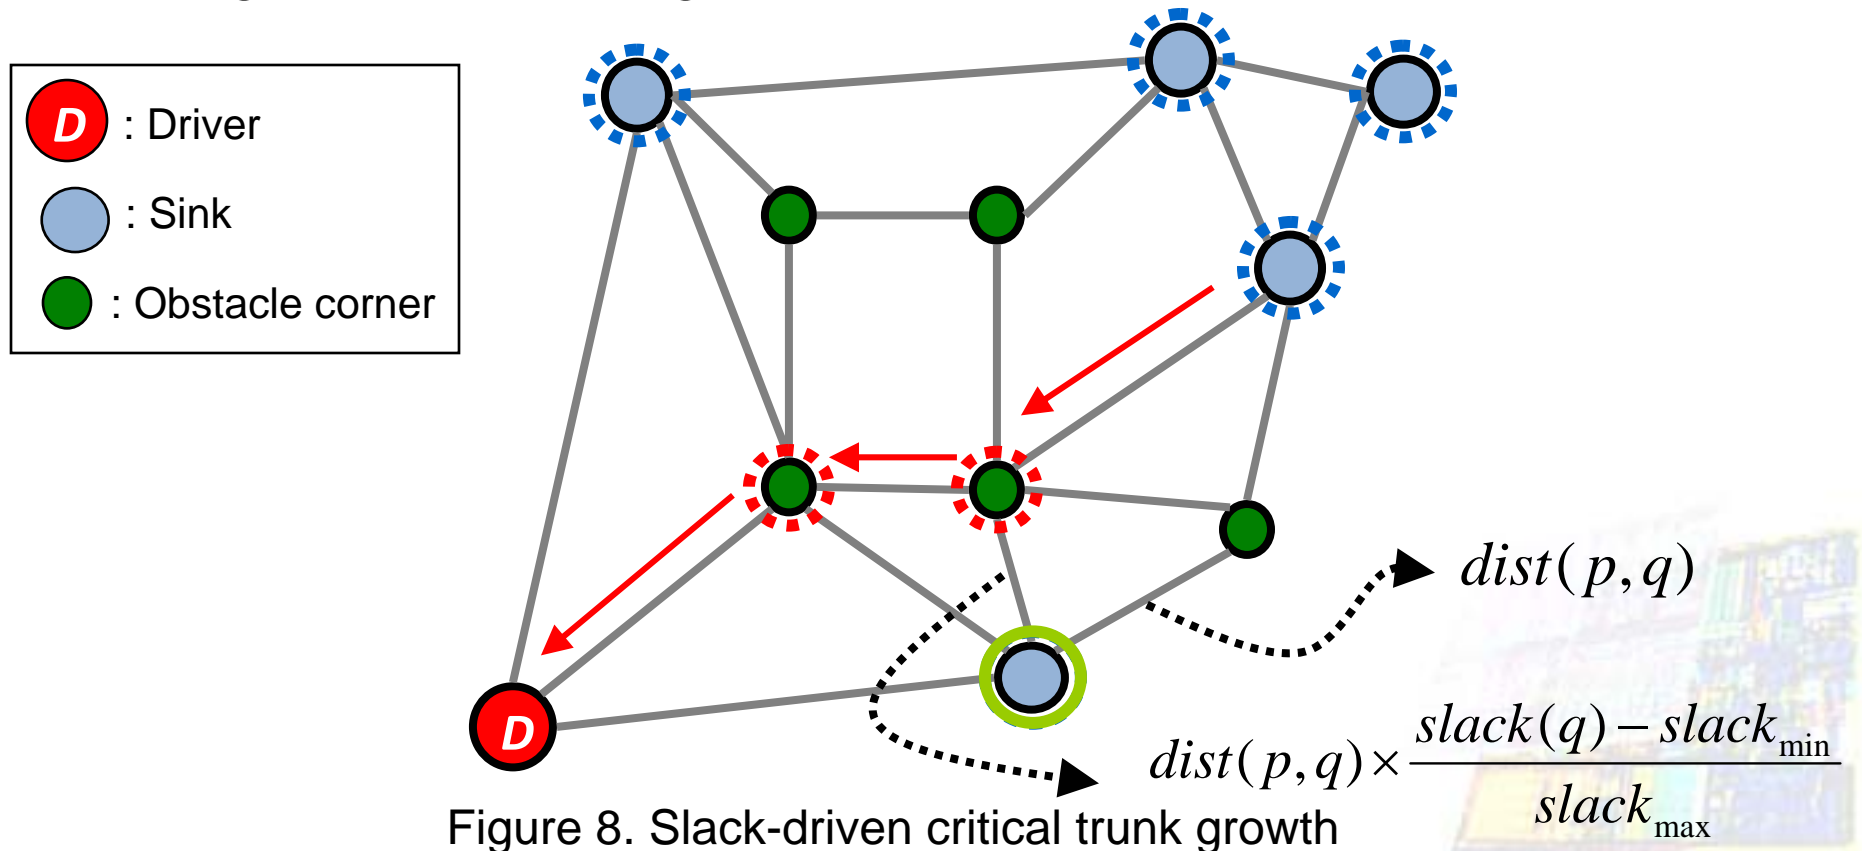 D : Driver
: Sink
: Obstacle corner
D
dist(p,q)
dist(p,q)×(slack(q)−slack_min)/slack_max
Figure 8. Slack-driven critical trunk growth